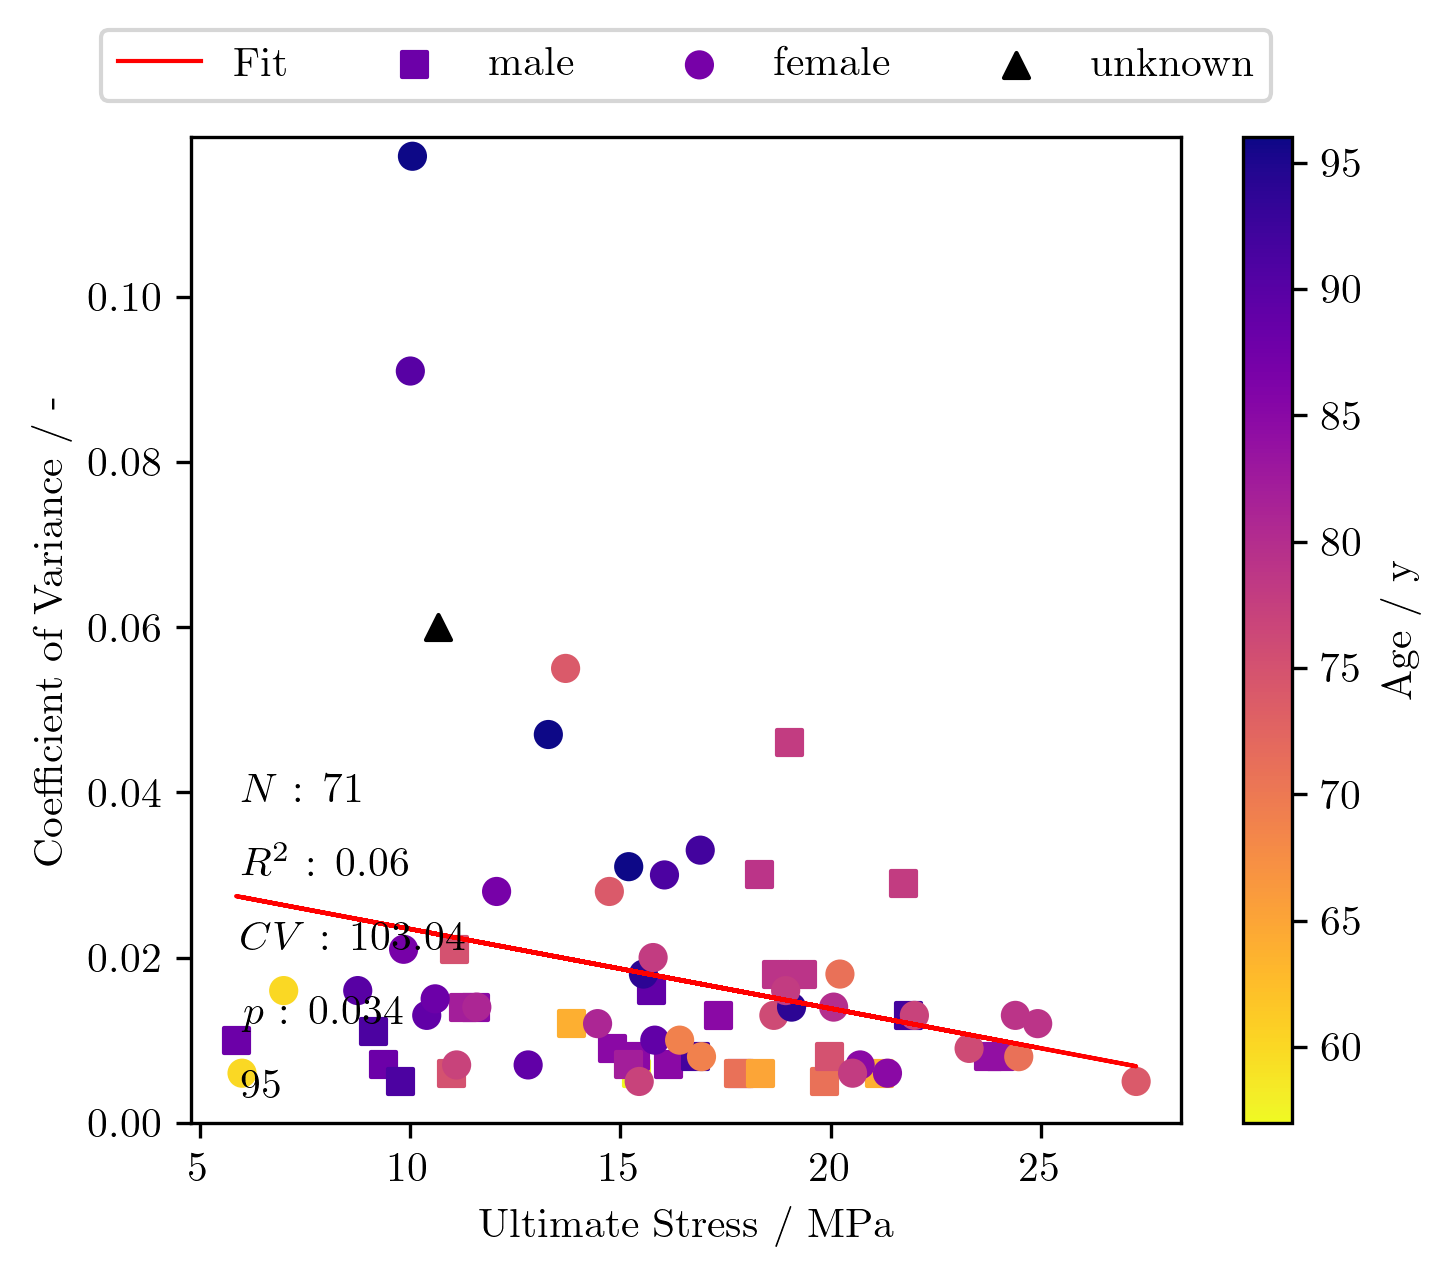 Fit male female unknown
0.10
0.08
0.06
0.04
0.02
0.00
Coefficient of Variance / -
N : 71
R² : 0.06
CV : 103.04
p : 0.034
95
5 10 15 20 25
Ultimate Stress / MPa
95
90
85
80
75
70
65
60
Age / y